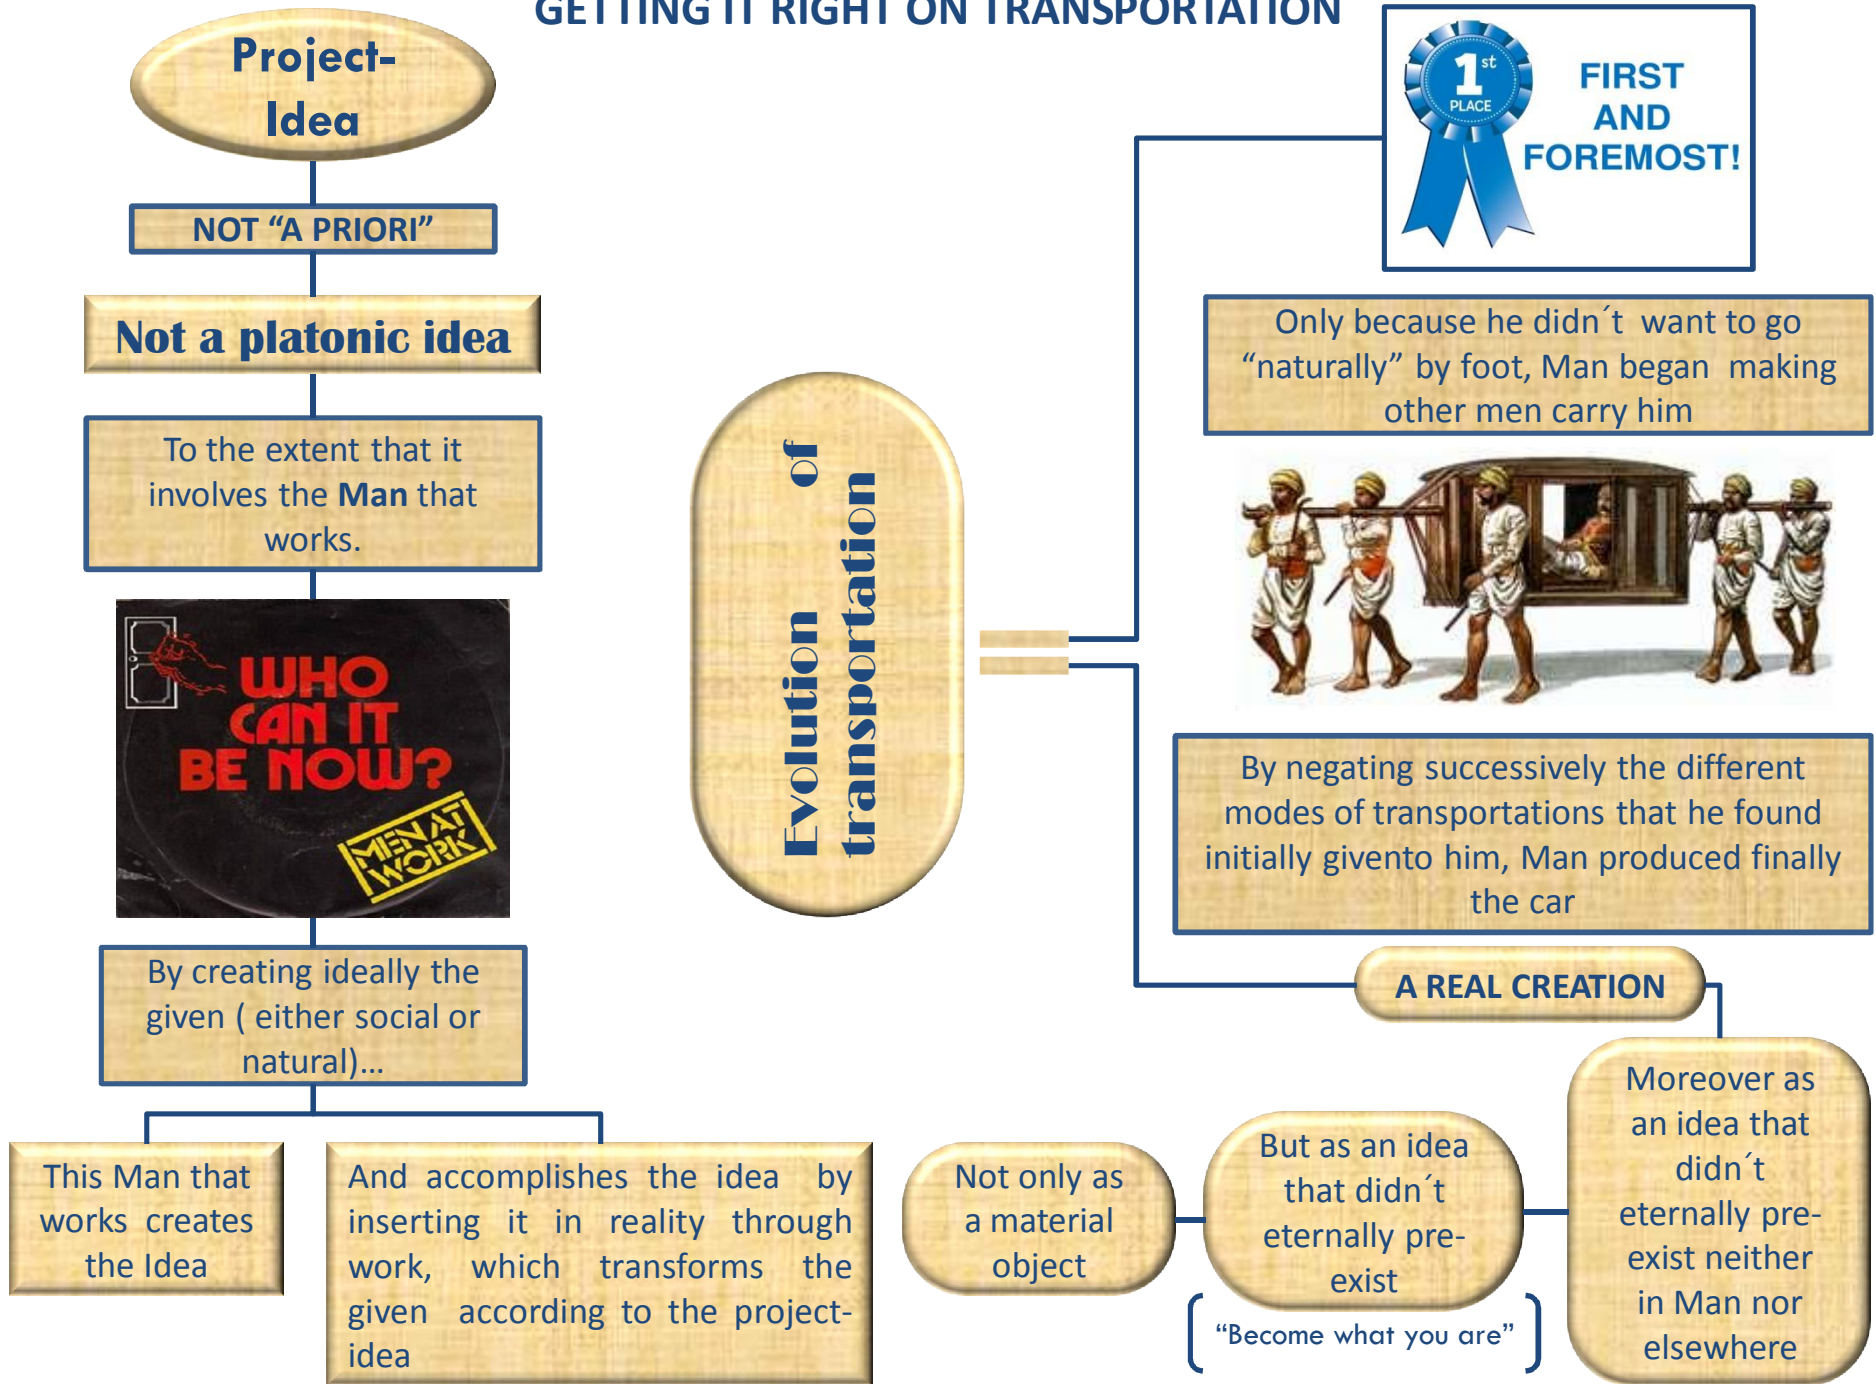 GETTING IT RIGHT ON TRANSPORTATION
Project-
Idea
NOT “A PRIORI”
Not a platonic idea
To the extent that it
involves the Man that
works.
WHO
CAN IT
BE NOW?
MEN AT
WORK
By creating ideally the
given ( either social or
natural)...
This Man that
works creates
the Idea
And accomplishes the idea by
inserting it in reality through
work, which transforms the
given according to the project-
idea
Evolution of
transportation
1st
PLACE
FIRST
AND
FOREMOST!
Only because he didn´t want to go
“naturally” by foot, Man began making
other men carry him
By negating successively the different
modes of transportations that he found
initially givento him, Man produced finally
the car
A REAL CREATION
Not only as
a material
object
But as an idea
that didn´t
eternally pre-
exist
“Become what you are”
Moreover as
an idea that
didn´t
eternally pre-
exist neither
in Man nor
elsewhere